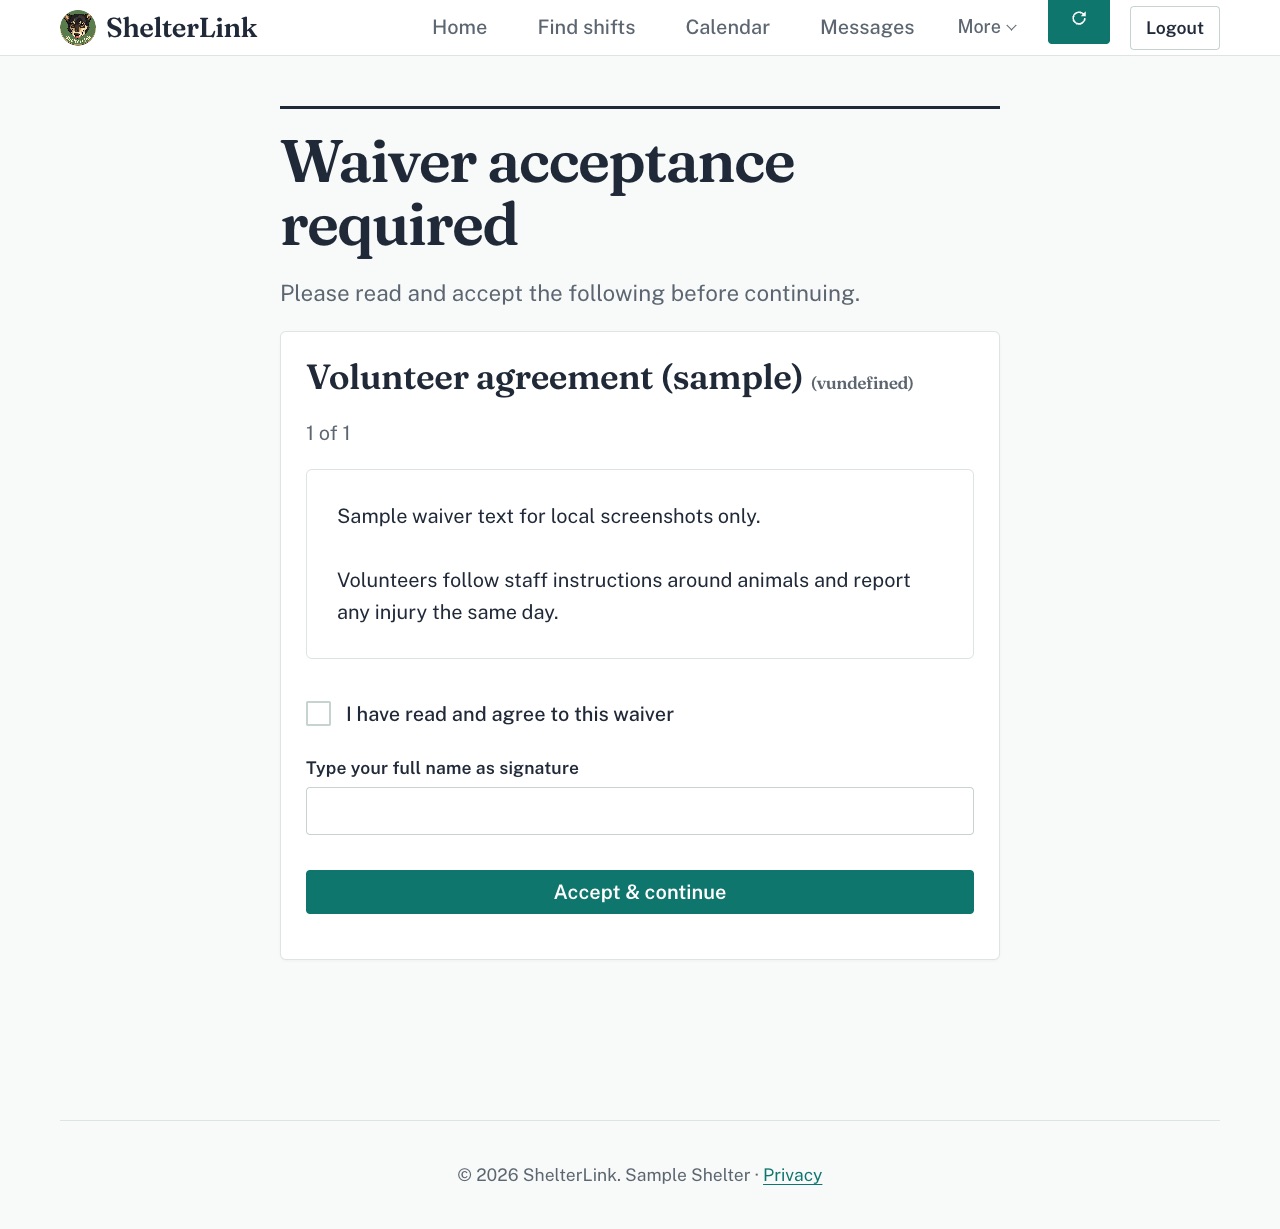 ShelterLink
Home
Find shifts
Calendar
Messages
More
Logout
Waiver acceptance
required
Please read and accept the following before continuing.
Volunteer agreement (sample) (vundefined)
1 of 1
Sample waiver text for local screenshots only.
Volunteers follow staff instructions around animals and report
any injury the same day.
I have read and agree to this waiver
Type your full name as signature
Accept & continue
© 2026 ShelterLink. Sample Shelter · Privacy